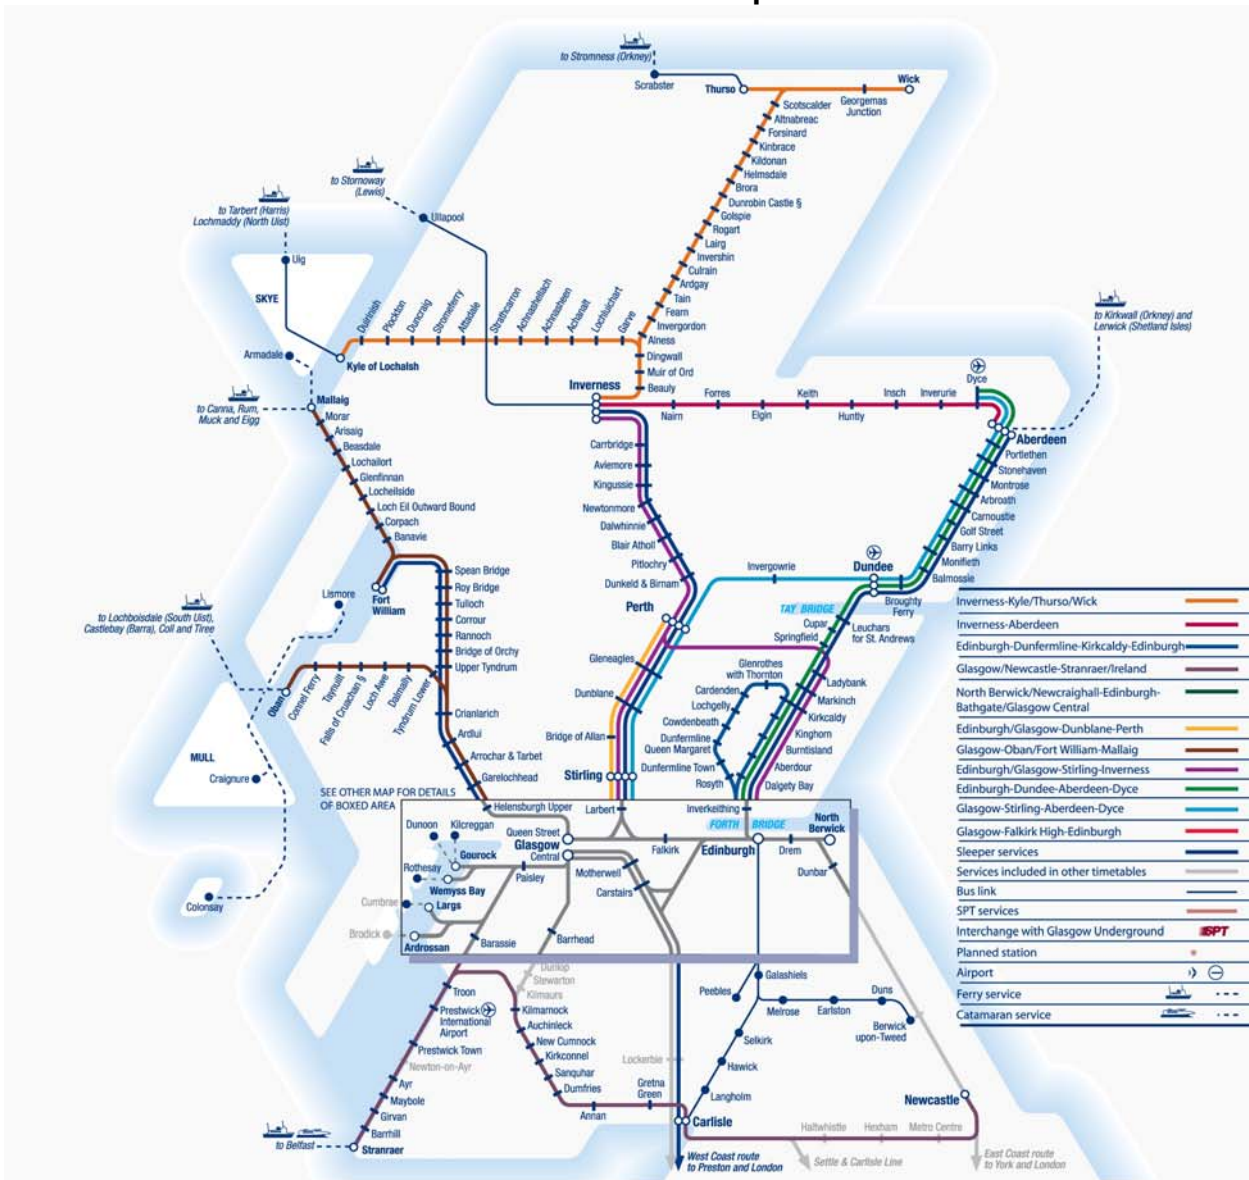 to Stromness (Orkney)
Scrabster
Thurso
Wick
Georgemas
Junction
Scotscalder
Altnabreac
Forsinard
Kinbrace
Kildonan
Helmsdale
Brora
Dunrobin Castle §
Golspie
Rogart
Lairg
Invershin
Culrain
Ardgay
Tain
Fearn
Invergordon
Alness
Dingwall
Muir of Ord
Beauly
to Stornoway
(Lewis)
Ullapool
to Tarbert (Harris)
Lochmaddy (North Uist)
Uig
SKYE
Armadale
Kyle of Lochalsh
Duirinish
Plockton
Duncraig
Stromeferry
Attadale
Strathcarron
Achnashellach
Achnasheen
Achanalt
Lochluichart
Garve
to Kirkwall (Orkney) and
Lerwick (Shetland Isles)
Inverness
Nairn
Forres
Elgin
Keith
Huntly
Insch
Inverurie
Dyce
Aberdeen
Portlethen
Stonehaven
Montrose
Arbroath
Carnoustie
Golf Street
Barry Links
Monifieth
Balmossie
Broughty
Ferry
Dundee
Invergowrie
TAY BRIDGE
Leuchars
for St. Andrews
Cupar
Springfield
Ladybank
Markinch
Kirkcaldy
Kinghorn
Burntisland
Aberdour
Dalgety Bay
Glenrothes
with Thornton
Cardenden
Lochgelly
Cowdenbeath
Dunfermline
Queen Margaret
Dunfermline Town
Rosyth
Inverkeithing
FORTH BRIDGE
Carrbridge
Aviemore
Kingussie
Newtonmore
Dalwhinnie
Blair Atholl
Pitlochry
Dunkeld & Birnam
Perth
Gleneagles
Dunblane
Bridge of Allan
Stirling
Larbert
to Canna, Rum,
Muck and Eigg
Mallaig
Morar
Arisaig
Beasdale
Lochailort
Glenfinnan
Locheilside
Loch Eil Outward Bound
Corpach
Banavie
Fort
William
Spean Bridge
Roy Bridge
Tulloch
Corrour
Rannoch
Bridge of Orchy
Upper Tyndrum
Crianlarich
Ardlui
Arrochar & Tarbet
Garelochhead
Helensburgh Upper
Lismore
to Lochboisdale (South Uist),
Castlebay (Barra), Coll and Tiree
Oban
Connel Ferry
Taynuilt
Falls of Cruachan §
Loch Awe
Dalmally
Tyndrum Lower
MULL
Craignure
Colonsay
SEE OTHER MAP FOR DETAILS
OF BOXED AREA
Dunoon
Kilcreggan
Gourock
Rothesay
Wemyss Bay
Cumbrae
Largs
Brodick
Ardrossan
Queen Street
Glasgow
Central
Paisley
Motherwell
Carstairs
Falkirk
Edinburgh
Drem
North
Berwick
Dunbar
Barassie
Barrhead
Dunlop
Stewarton
Kilmaurs
Kilmarnock
Auchinleck
New Cumnock
Kirkconnel
Sanquhar
Dumfries
Annan
Gretna
Green
Lockerbie
Carlisle
Troon
Prestwick
International
Airport
Prestwick Town
Newton-on-Ayr
Ayr
Maybole
Girvan
Barrhill
Stranraer
to Belfast
Galashiels
Peebles
Melrose
Earlston
Duns
Berwick
upon-Tweed
Selkirk
Hawick
Langholm
Newcastle
Haltwhistle
Hexham
Metro Centre
West Coast route
to Preston and London
Settle & Carlisle Line
East Coast route
to York and London
Inverness-Kyle/Thurso/Wick
Inverness-Aberdeen
Edinburgh-Dunfermline-Kirkcaldy-Edinburgh
Glasgow/Newcastle-Stranraer/Ireland
North Berwick/Newcraighall-Edinburgh-
Bathgate/Glasgow Central
Edinburgh/Glasgow-Dunblane-Perth
Glasgow-Oban/Fort William-Mallaig
Edinburgh/Glasgow-Stirling-Inverness
Edinburgh-Dundee-Aberdeen-Dyce
Glasgow-Stirling-Aberdeen-Dyce
Glasgow-Falkirk High-Edinburgh
Sleeper services
Services included in other timetables
Bus link
SPT services
Interchange with Glasgow Underground SPT
Planned station
Airport
Ferry service
Catamaran service